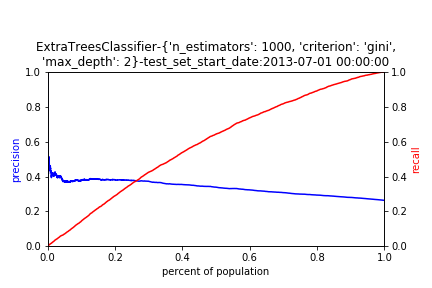 ExtraTreesClassifier-{'n_estimators': 1000, 'criterion': 'gini',
'max_depth': 2}-test_set_start_date:2013-07-01 00:00:00
1.0
1.0
0.8
0.8
0.6
0.6
precision
recall
0.4
0.4
0.2
0.2
0.0
0.0
0.0 0.2 0.4 0.6 0.8 1.0
percent of population